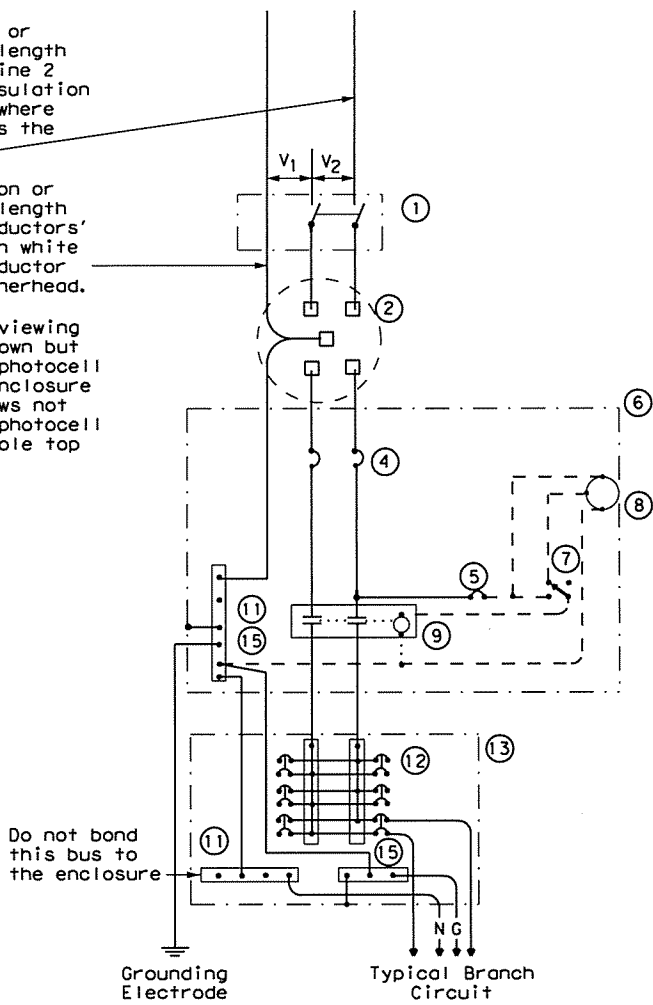 or
length
ine 2
sulation
where
s the
on or
length
ductors'
n white
ductor
herhead.
viewing
own but
photocell
nclosure
ws not
photocell
ole top
V1
V2
1
2
6
4
8
7
5
11
15
9
13
12
11
15
Do not bond
this bus to
the enclosure
N G
Grounding
Electrode
Typical Branch
Circuit